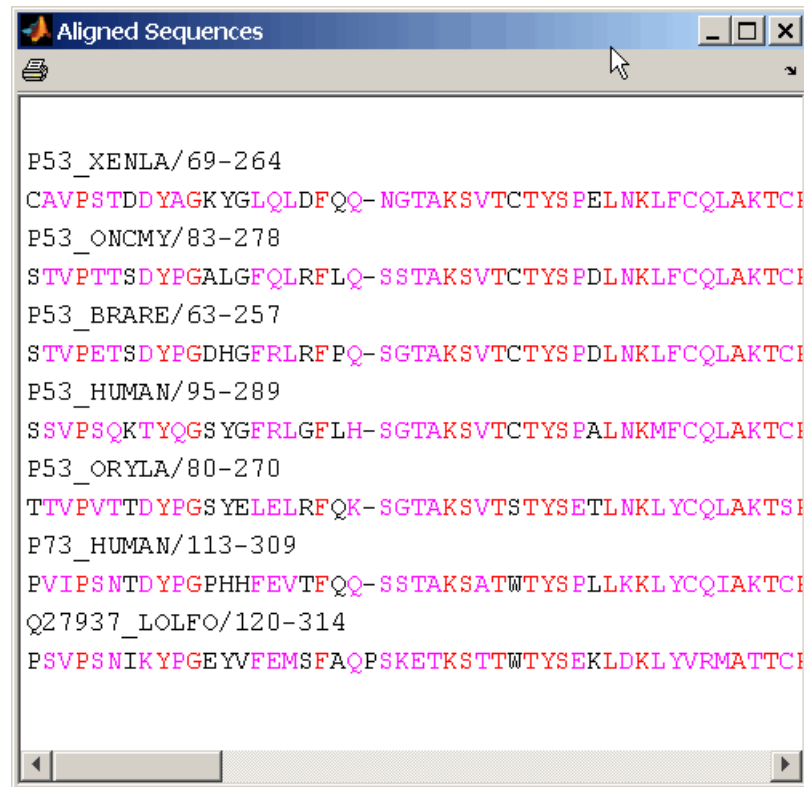 Aligned Sequences
P53_XENLA/69-264
CAVPSTDDYAGKYGLQLDFQQ-NGTAKSVTCTYSPELNKLFCQLAKTC
P53_ONCMY/83-278
STVPTTSDYPGALGFQLRFLQ-SSTAKSVTCTYSPDLNKLFCQLAKTC
P53_BRARE/63-257
STVPETSDYPGDHGFRLRFPQ-SGTAKSVTCTYSPDLNKLFCQLAKTC
P53_HUMAN/95-289
SSVPSQKTYQGSYGFRLGFLH-SGTAKSVTCTYSPALNKMFCQLAKTC
P53_ORYLA/80-270
TTVPVTTDYPGSYELELRFQK-SGTAKSVTSTYSETLNKLYCQLAKTS
P73_HUMAN/113-309
PVIPSNTDYPGPHHFEVTFQQ-SSTAKSATWTYSPLLKKLYCQIAKTC
Q27937_LOLFO/120-314
PSVPSNIKYPGEYVFEMSFAQPSKETKSTTWTYSEKLDKLYVRMATTC